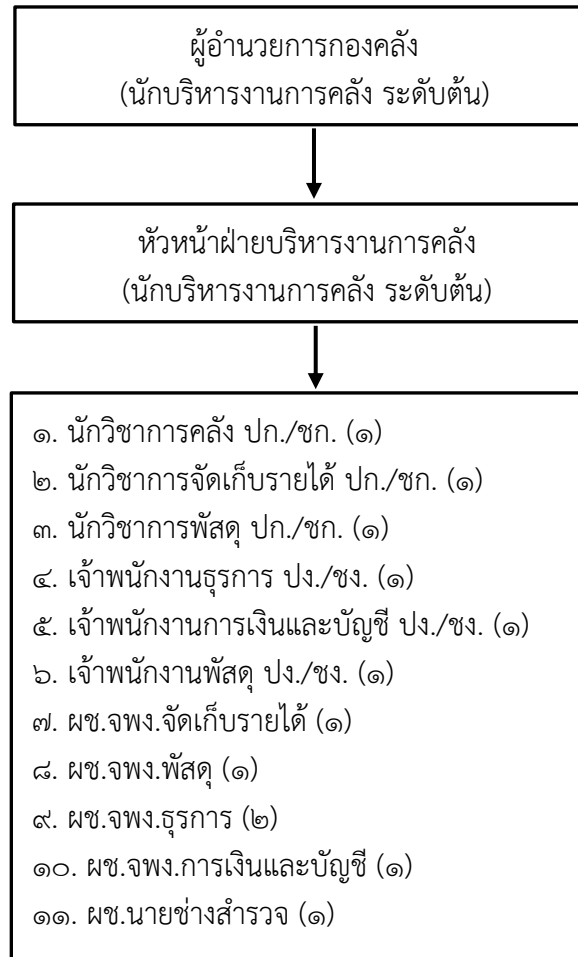 ผู้อำนวยการกองคลัง
(นักบริหารงานการคลัง ระดับต้น)
หัวหน้าฝ่ายบริหารงานการคลัง
(นักบริหารงานการคลัง ระดับต้น)
๑. นักวิชาการคลัง ปก./ชก. (๑)
๒. นักวิชาการจัดเก็บรายได้ ปก./ชก. (๑)
๓. นักวิชาการพัสดุ ปก./ชก. (๑)
๔. เจ้าพนักงานธุรการ ปง./ชง. (๑)
๕. เจ้าพนักงานการเงินและบัญชี ปง./ชง. (๑)
๖. เจ้าพนักงานพัสดุ ปง./ชง. (๑)
๗. ผช.จพง.จัดเก็บรายได้ (๑)
๘. ผช.จพง.พัสดุ (๑)
๙. ผช.จพง.ธุรการ (๒)
๑๐. ผช.จพง.การเงินและบัญชี (๑)
๑๑. ผช.นายช่างสำรวจ (๑)